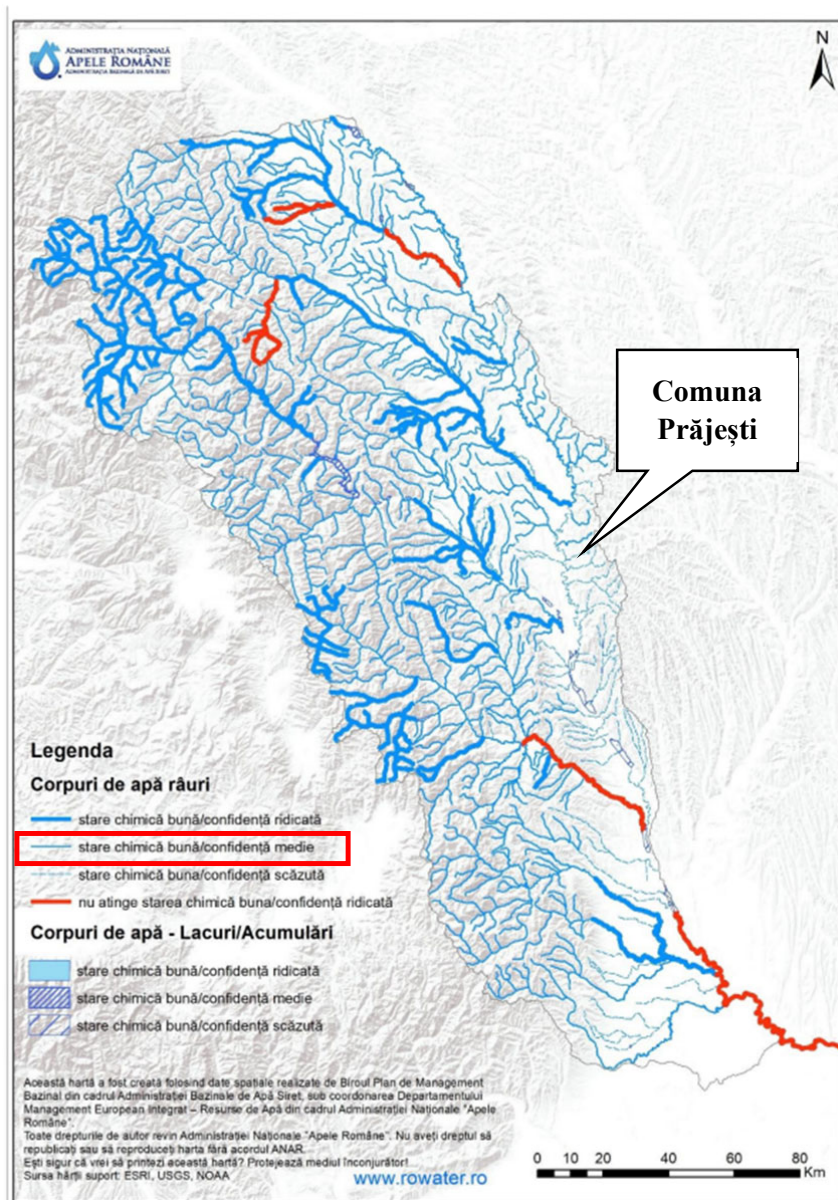 ADMINISTRAȚIA NAȚIONALĂ
APELE ROMÂNE
ADMINISTRAȚIA BAZINALĂ DE APĂ SIRET
N
Comuna
Prăjești
Legenda
Corpuri de apă râuri
stare chimică bună/confidență ridicată
stare chimică bună/confidență medie
stare chimică buna/confidență scăzută
nu atinge starea chimică buna/confidență ridicată
Corpuri de apă - Lacuri/Acumulări
stare chimică bună/confidență ridicată
stare chimică bună/confidență medie
stare chimică bună/confidență scăzută
Această hartă a fost creată folosind date spațiale realizate de Biroul Plan de Management
Bazinal din cadrul Administrației Bazinale de Apă Siret, sub coordonarea Departamentului
Management European Integrat – Resurse de Apă din cadrul Administrației Naționale "Apele
Române".
Toate drepturile de autor revin Administrației Naționale "Apele Române". Nu aveți dreptul să
republicați sau să reproduceți harta fără acordul ANAR.
Ești sigur că vrei să printezi această hartă? Protejează mediul înconjurător!
Sursa hărții suport: ESRI, USGS, NOAA
www.rowater.ro
0 10 20 40 60 80
Km